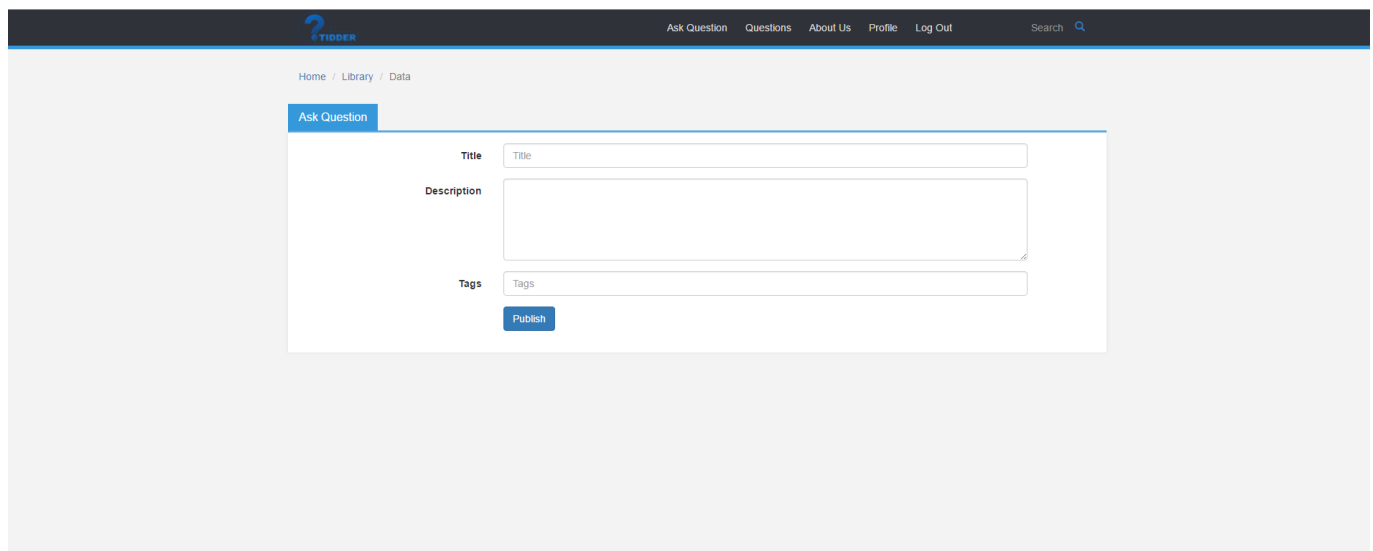 TIDDER
Ask Question Questions About Us Profile Log Out Search
Home / Library / Data
Ask Question
Title Title
Description
Tags Tags
Publish